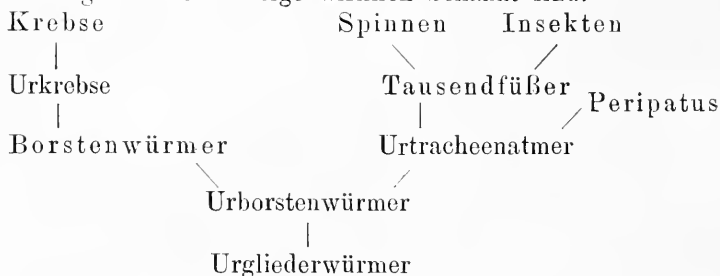 Krebse Spinnen Insekten
Urkrebse Tausendfüßer
Peripatus
Borstenwürmer Urtracheenatmer
Urborstenwürmer
Urgliederwürmer